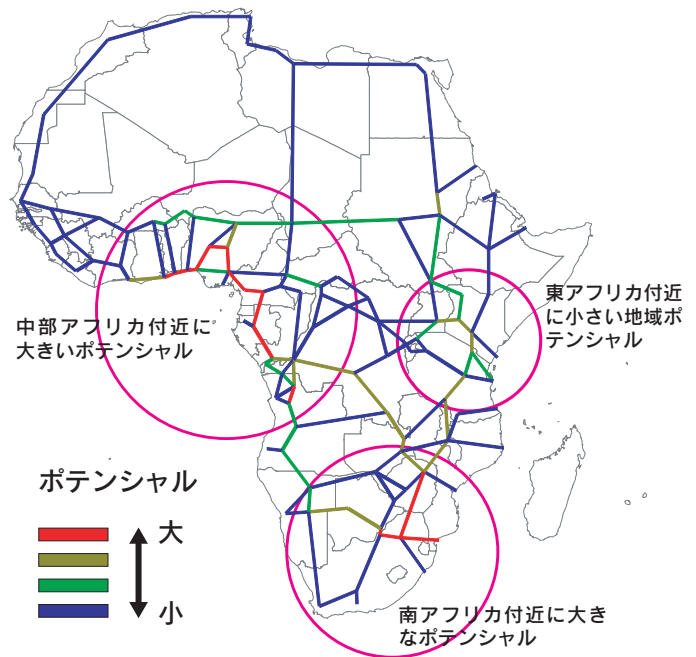 東アフリカ付近
に小さい地域ポ
テンシャル
中部アフリカ付近に
大きいポテンシャル
ポテンシャル
大
小
南アフリカ付近に大き
なポテンシャル